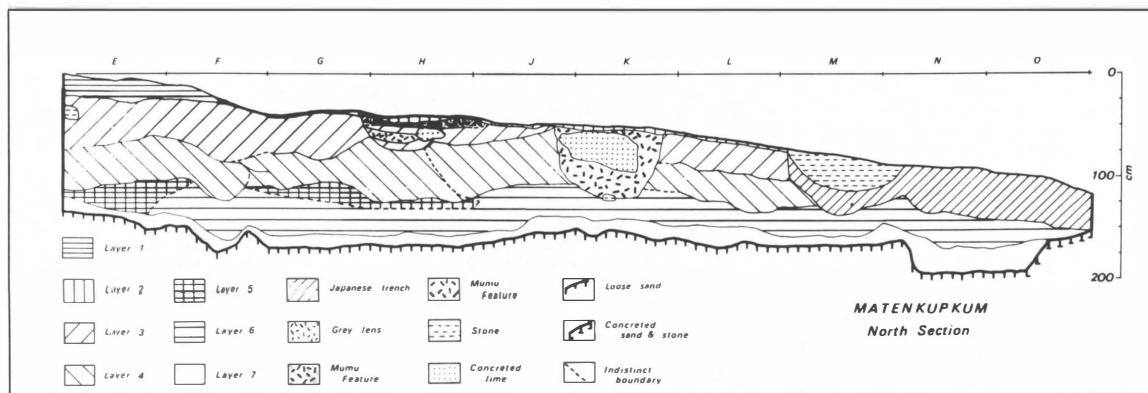 E F G H J K L M N O
0
100
cm
200
Layer 1
Layer 2
Layer 5
Japanese trench
Mumu
Feature
Loose sand
Layer 3
Layer 6
Grey lens
Stone
Concreted
sand & stone
Layer 4
Layer 7
Mumu
Feature
Concreted
lime
Indistinct
boundary
MATENKUPKUM
North Section